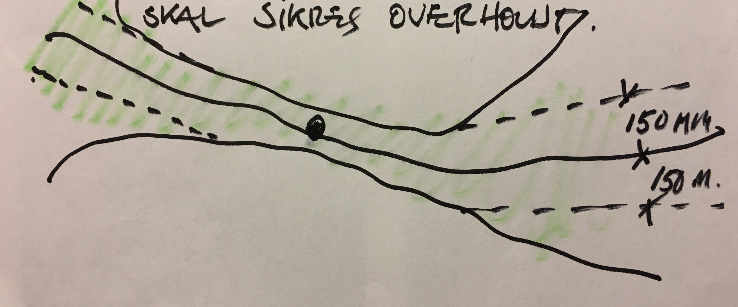 (SKAL SIKRES OVERHOLDT.
150 MM.
150 M.